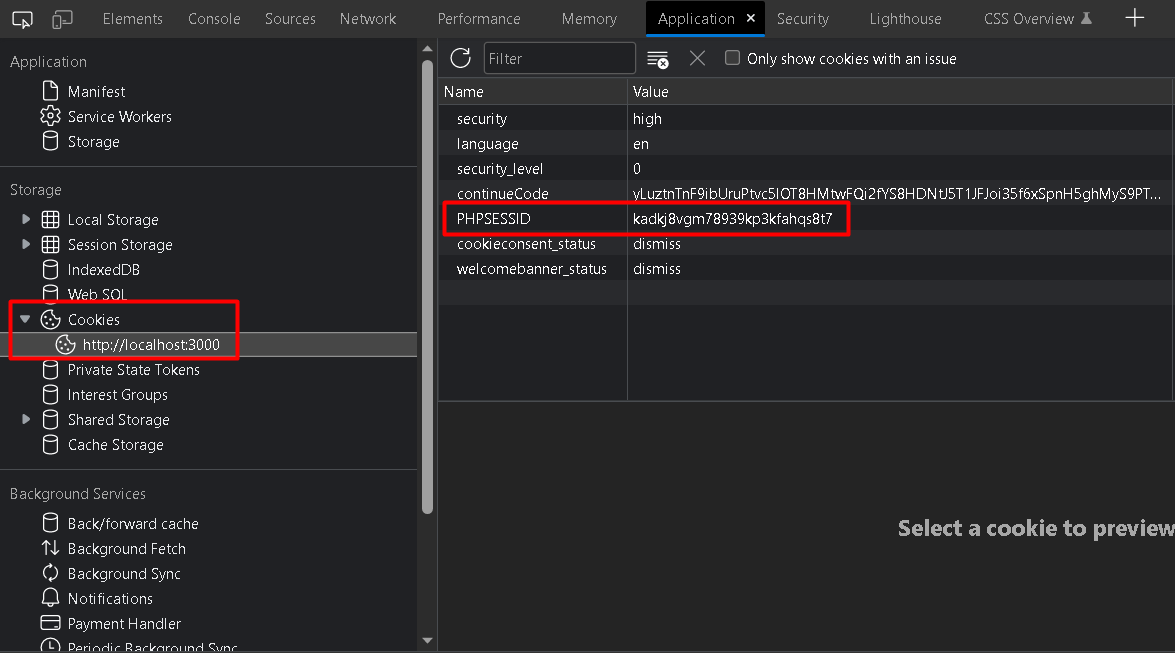 Elements Console Sources Network Performance Memory Application Security Lighthouse CSS Overview
Application
Manifest
Service Workers
Storage
Storage
Local Storage
Session Storage
IndexedDB
Web SQL
Cookies
http://localhost:3000
Private State Tokens
Interest Groups
Shared Storage
Cache Storage
Background Services
Back/forward cache
Background Fetch
Background Sync
Notifications
Payment Handler
Periodic Background Sync
Filter Only show cookies with an issue
Name Value
security high
language en
security_level 0
continueCode yLuztnTnF9ibUruPtvc5IOT8HMtwFQi2fYS8HDNtJ5T1JFJoi35f6xSpnH5ghMyS9PT...
PHPSESSID kadkj8vgm78939kp3kfahqs8t7
cookieconsent_status dismiss
welcomebanner_status dismiss
Select a cookie to preview